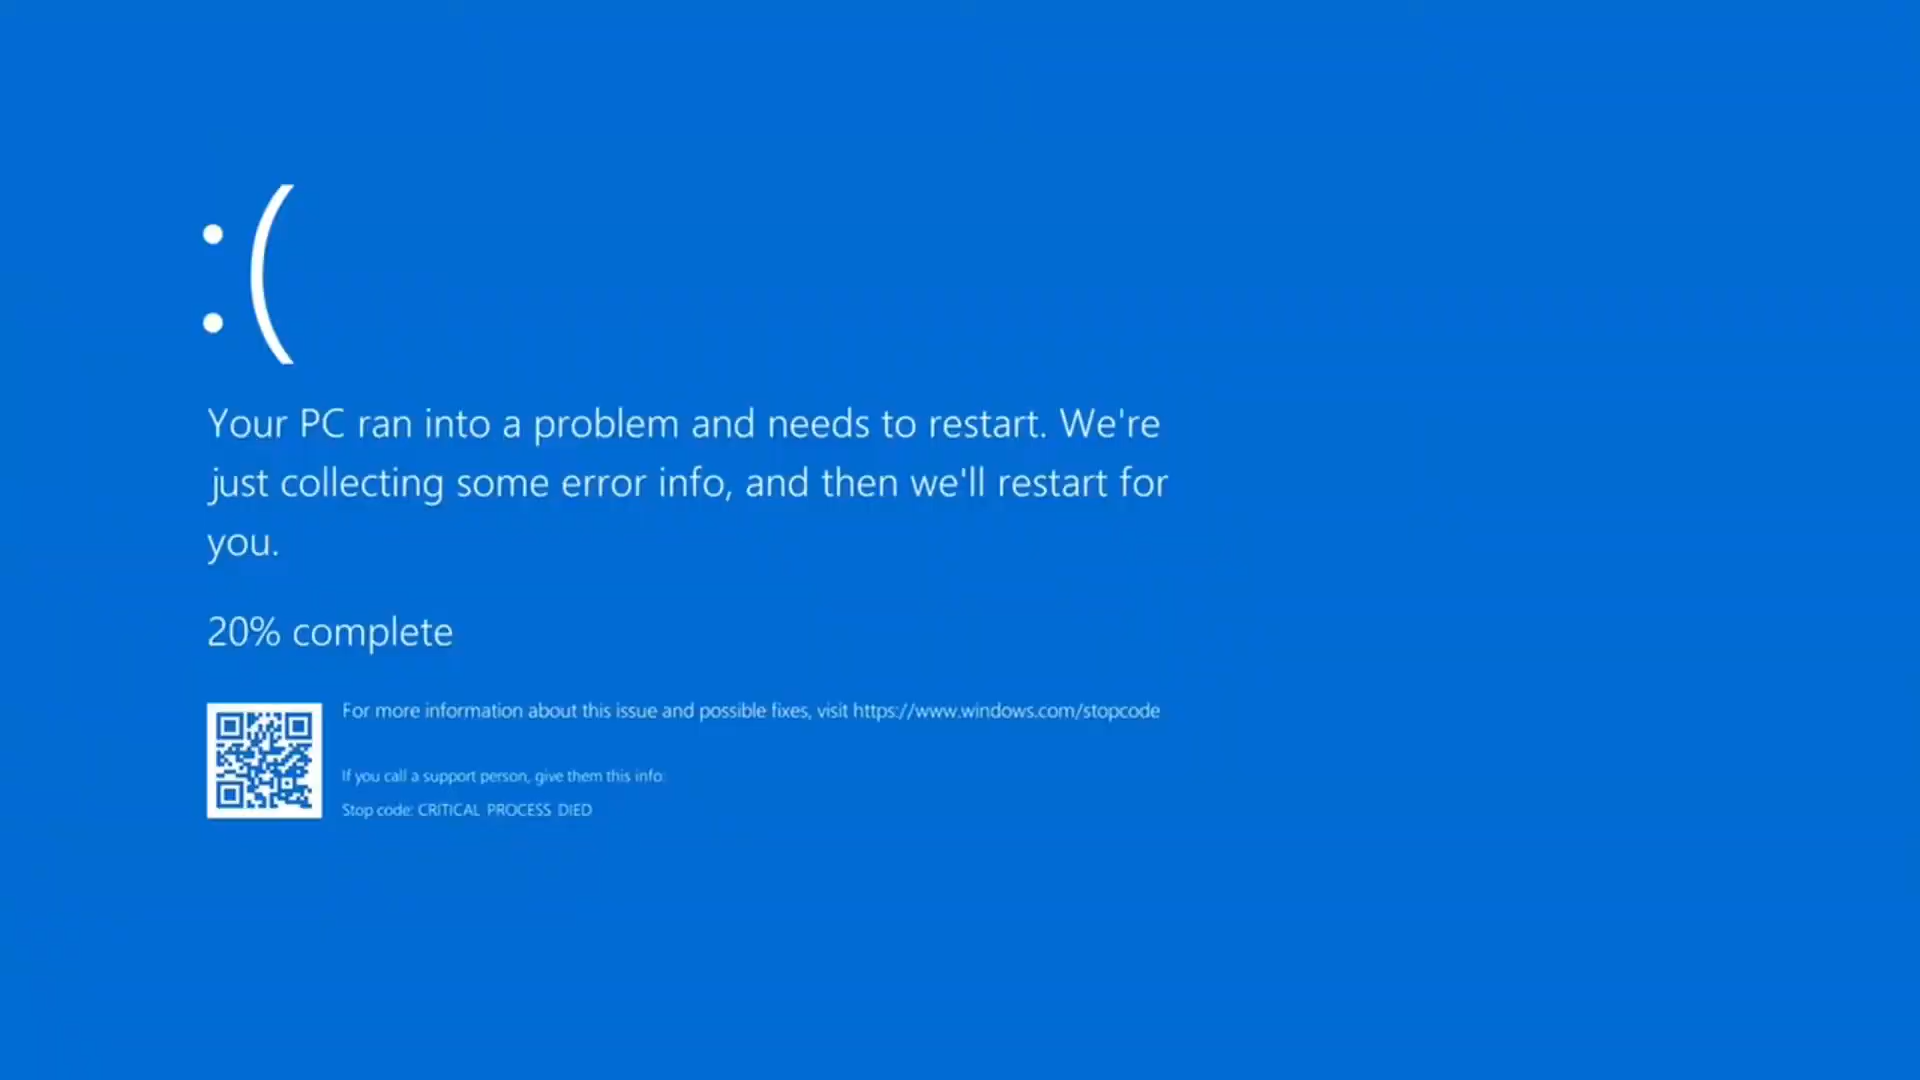 :(
Your PC ran into a problem and needs to restart. We're
just collecting some error info, and then we'll restart for
you.
20% complete
For more information about this issue and possible fixes, visit https://www.windows.com/stopcode
If you call a support person, give them this info:
Stop code: CRITICAL_PROCESS_DIED